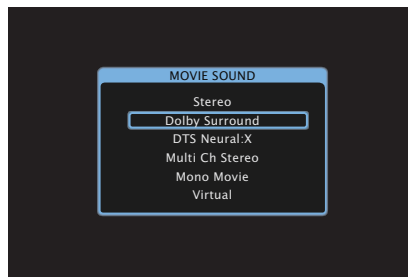 MOVIE SOUND
Stereo
Dolby Surround
DTS Neural:X
Multi Ch Stereo
Mono Movie
Virtual